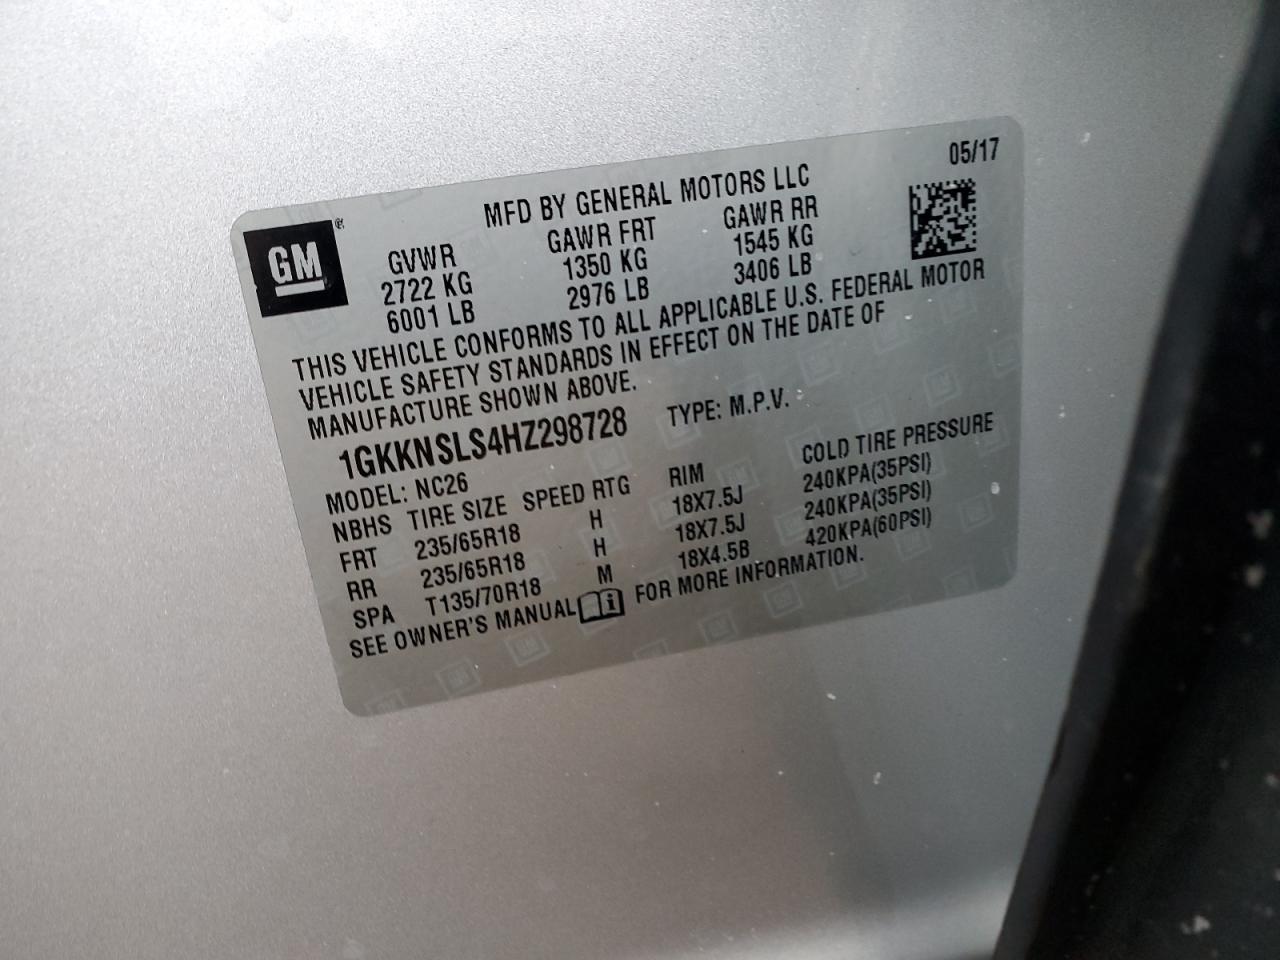 05/17
MFD BY GENERAL MOTORS LLC
GM
GVWR GAWR FRT GAWR RR
2722 KG 1350 KG 1545 KG
6001 LB 2976 LB 3406 LB
THIS VEHICLE CONFORMS TO ALL APPLICABLE U.S. FEDERAL MOTOR
VEHICLE SAFETY STANDARDS IN EFFECT ON THE DATE OF
MANUFACTURE SHOWN ABOVE.
1GKKNSLS4HZ298728 TYPE: M.P.V.
MODEL: NC26
NBHS TIRE SIZE SPEED RTG RIM COLD TIRE PRESSURE
FRT 235/65R18 H 18X7.5J 240KPA(35PSI)
RR 235/65R18 H 18X7.5J 240KPA(35PSI)
SPA T135/70R18 M 18X4.5B 420KPA(60PSI)
SEE OWNER'S MANUAL FOR MORE INFORMATION.